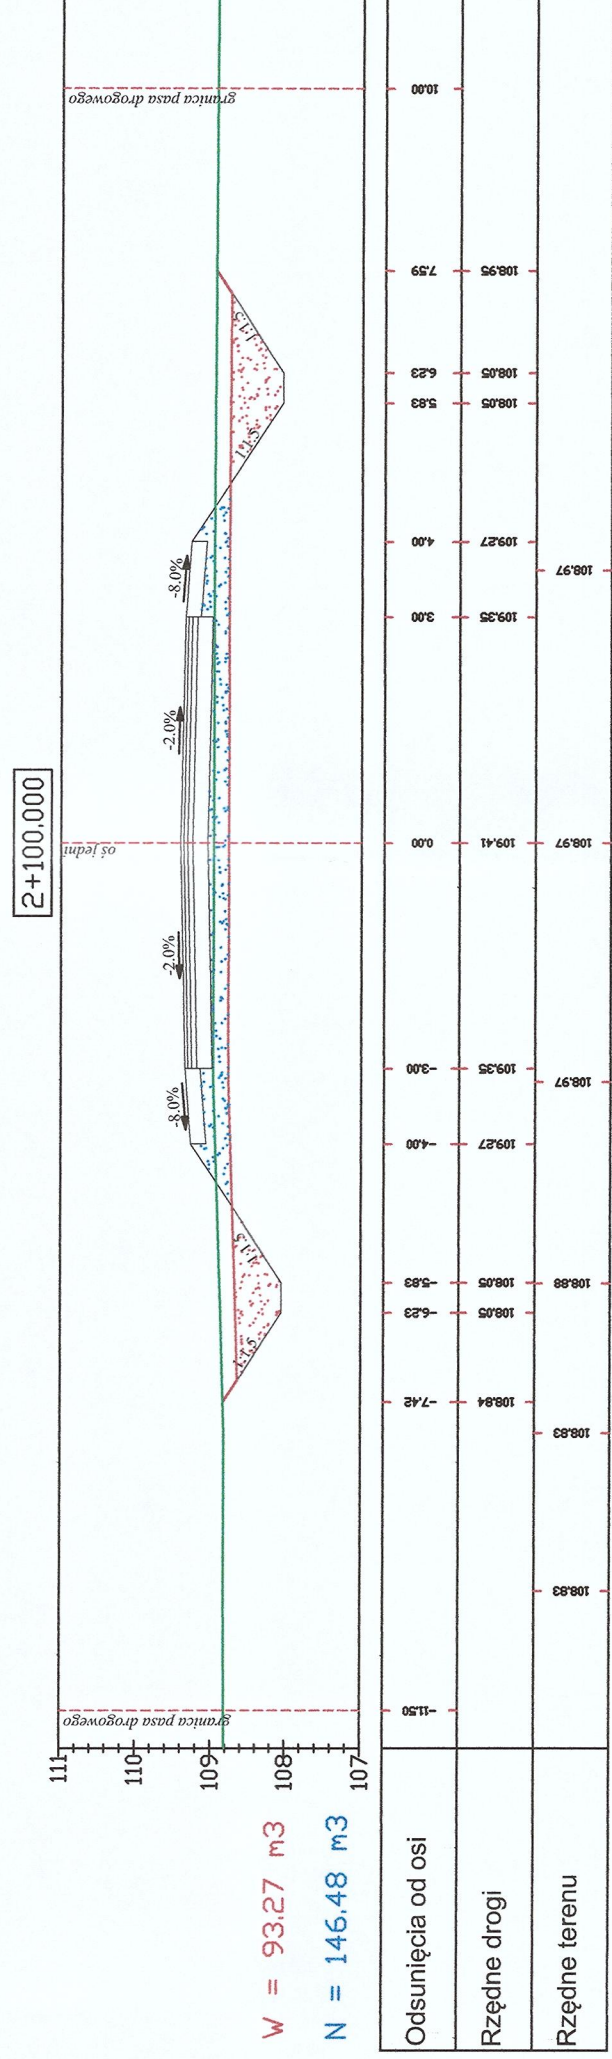 2+100.000
granica pasa drogowego
oś jedni
granica pasa drogowego
-8.0%
-2.0%
-2.0%
-8.0%
1:1.5
1:1.5
1:1.5
1:1.5
111
110
109
108
107
W = 93.27 m3
N = 146.48 m3
Odsunięcia od osi -11.50 -7.42 -6.23 -5.83 -4.00 -3.00 0.00 3.00 4.00 5.83 6.23 7.59 10.00
Rzędne drogi 108.84 108.05 108.05 109.27 109.35 109.41 109.35 109.27 108.05 108.05 108.95
Rzędne terenu 108.83 108.83 108.88 108.97 108.97 108.97